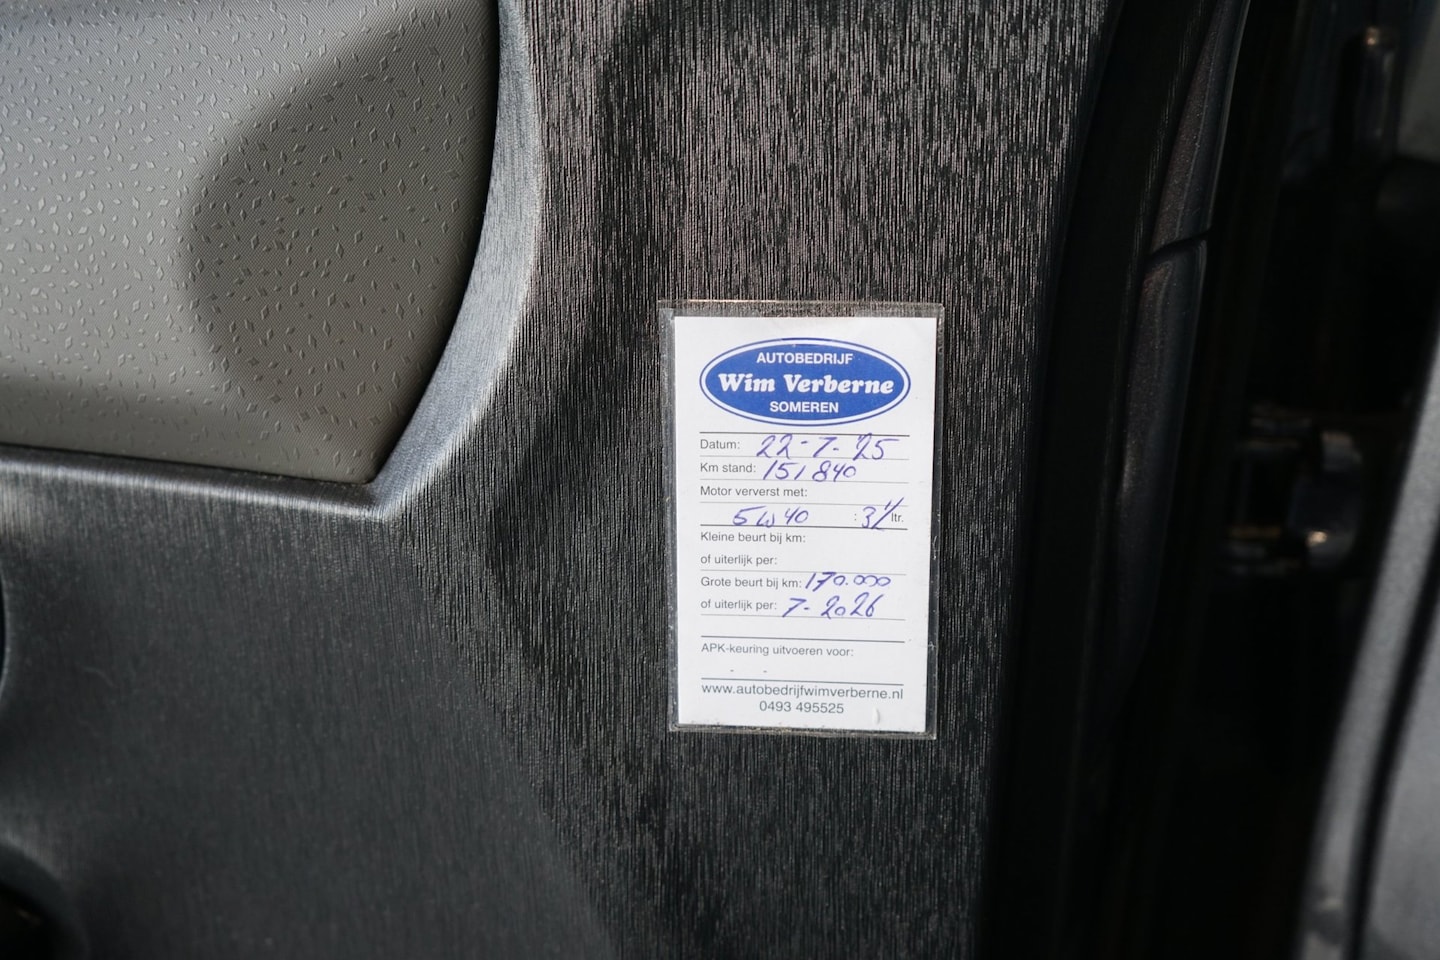 AUTOBEDRIJF
Wim Verberne
SOMEREN
Datum: 22-7-'25
Km stand: 151840
Motor ververst met:
5W40 : 3 ltr.
Kleine beurt bij km:
of uiterlijk per:
Grote beurt bij km: 170.000
of uiterlijk per: 7-2026
APK-keuring uitvoeren voor:
- -
www.autobedrijfwimverberne.nl
0493 495525